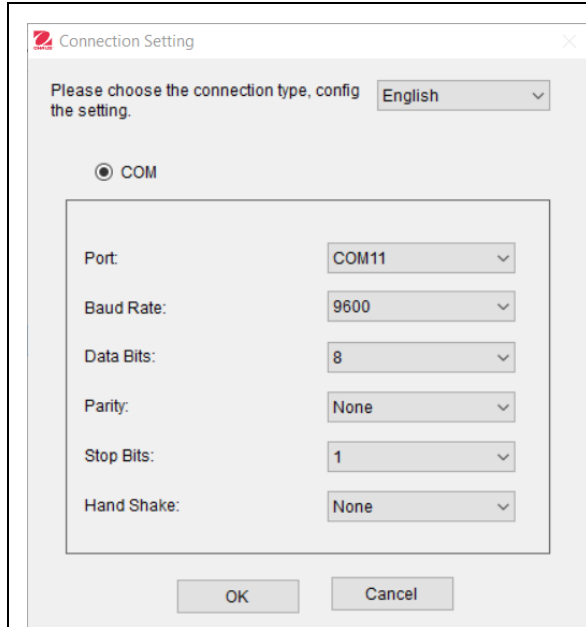 Connection Setting
Please choose the connection type, config
the setting.
English
COM
Port:
COM11
Baud Rate:
9600
Data Bits:
8
Parity:
None
Stop Bits:
1
Hand Shake:
None
OK
Cancel